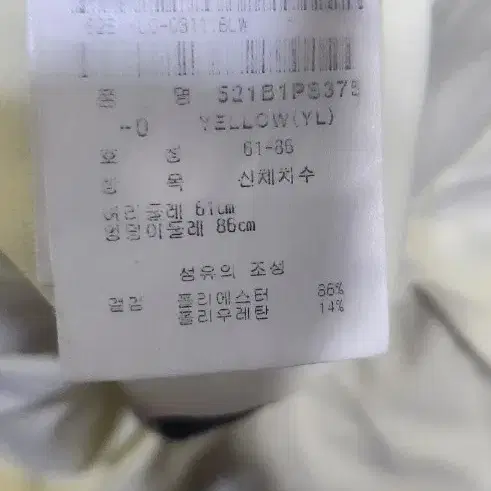 품 명 521B1PS375
YELLOW(YL)
호 칭 61-86
항 목 신체치수
허리둘레 61cm
엉덩이둘레 86cm
섬유의 조성
겉감 폴리에스터 86%
폴리우레탄 14%